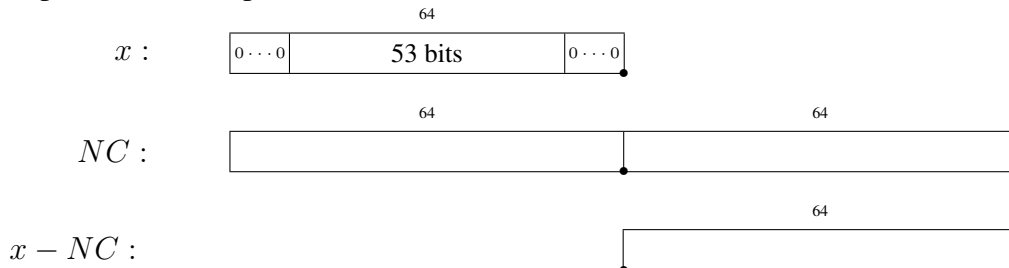 64
x : 0 · · · 0 53 bits 0 · · · 0
64 64
NC :
64
x − NC :